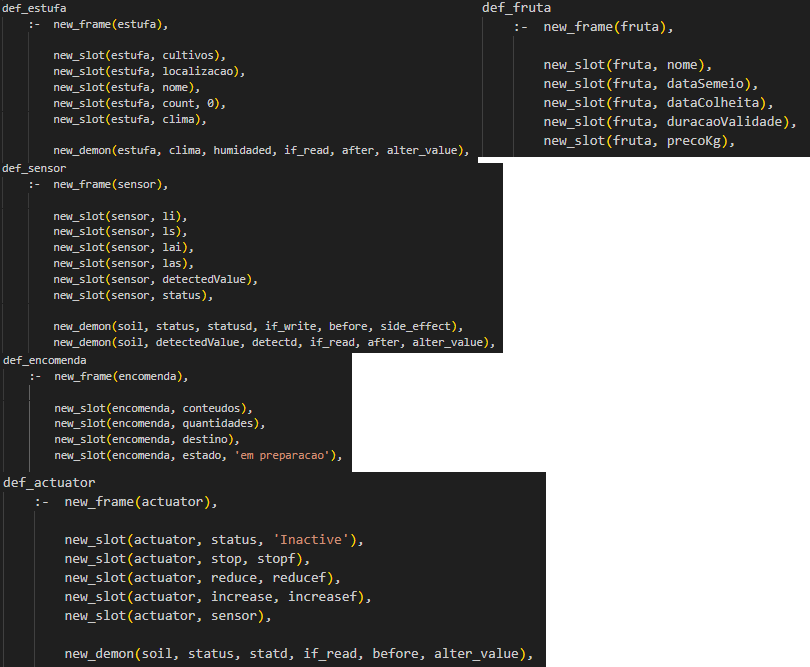 def_estufa
:- new_frame(estufa),
new_slot(estufa, cultivos),
new_slot(estufa, localizacao),
new_slot(estufa, nome),
new_slot(estufa, count, 0),
new_slot(estufa, clima),
new_demon(estufa, clima, humidaded, if_read, after, alter_value),
def_fruta
:- new_frame(fruta),
new_slot(fruta, nome),
new_slot(fruta, dataSemeio),
new_slot(fruta, dataColheita),
new_slot(fruta, duracaoValidade),
new_slot(fruta, precoKg),
def_sensor
:- new_frame(sensor),
new_slot(sensor, li),
new_slot(sensor, ls),
new_slot(sensor, lai),
new_slot(sensor, las),
new_slot(sensor, detectedValue),
new_slot(sensor, status),
new_demon(soil, status, statusd, if_write, before, side_effect),
new_demon(soil, detectedValue, detectd, if_read, after, alter_value),
def_encomenda
:- new_frame(encomenda),
new_slot(encomenda, conteudos),
new_slot(encomenda, quantidades),
new_slot(encomenda, destino),
new_slot(encomenda, estado, 'em preparacao'),
def_actuator
:- new_frame(actuator),
new_slot(actuator, status, 'Inactive'),
new_slot(actuator, stop, stopf),
new_slot(actuator, reduce, reducef),
new_slot(actuator, increase, increasef),
new_slot(actuator, sensor),
new_demon(soil, status, statd, if_read, before, alter_value),